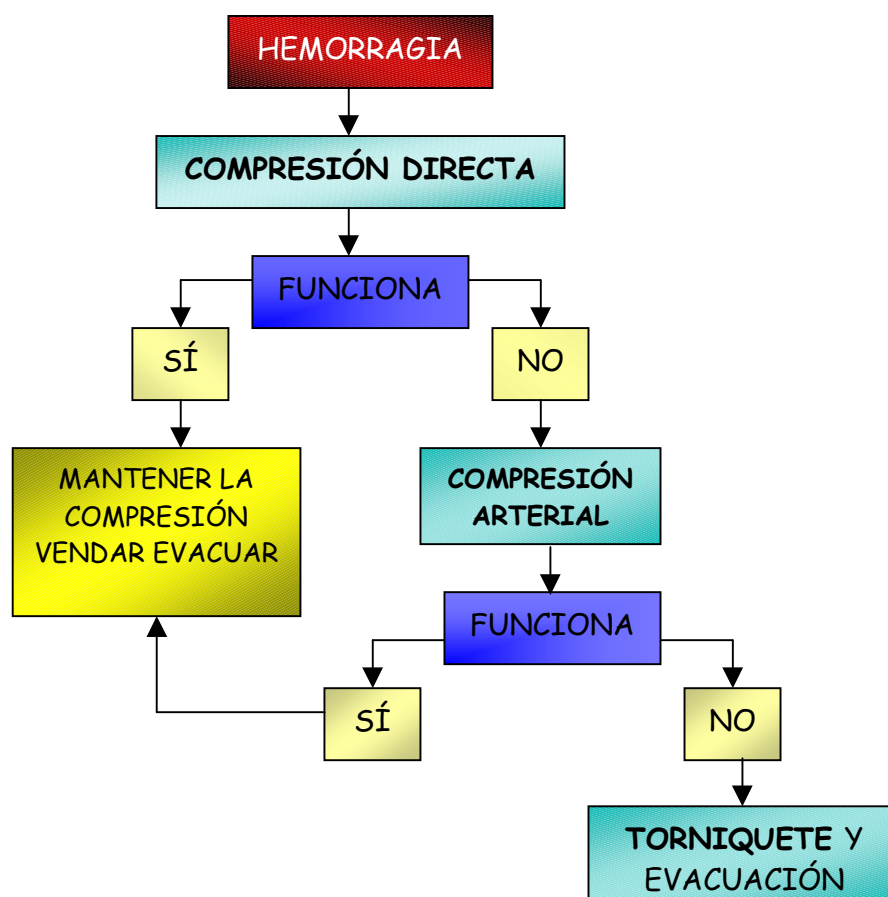 HEMORRAGIA
COMPRESIÓN DIRECTA
FUNCIONA
SÍ
NO
MANTENER LA
COMPRESIÓN
VENDAR EVACUAR
COMPRESIÓN
ARTERIAL
FUNCIONA
SÍ
NO
TORNIQUETE Y
EVACUACIÓN